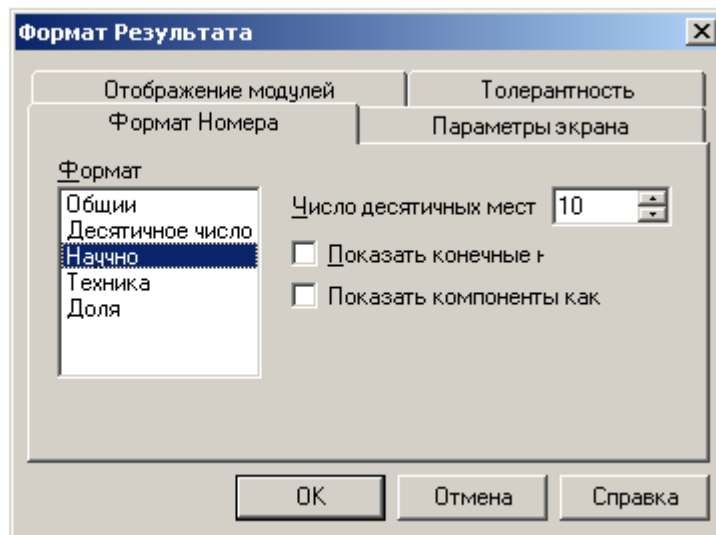 Формат Результата
Отображение модулей
Толерантность
Формат Номера
Параметры экрана
Формат
Общии
Десятичное число
Научно
Техника
Доля
Число десятичных мест 10
Показать конечные н
Показать компоненты как
OK
Отмена
Справка